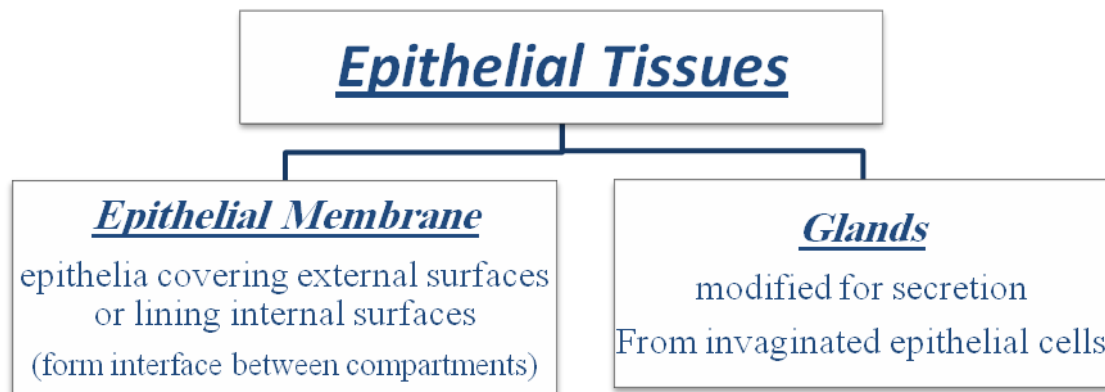 Epithelial Tissues
Epithelial Membrane
epithelia covering external surfaces
or lining internal surfaces
(form interface between compartments)
Glands
modified for secretion
From invaginated epithelial cells